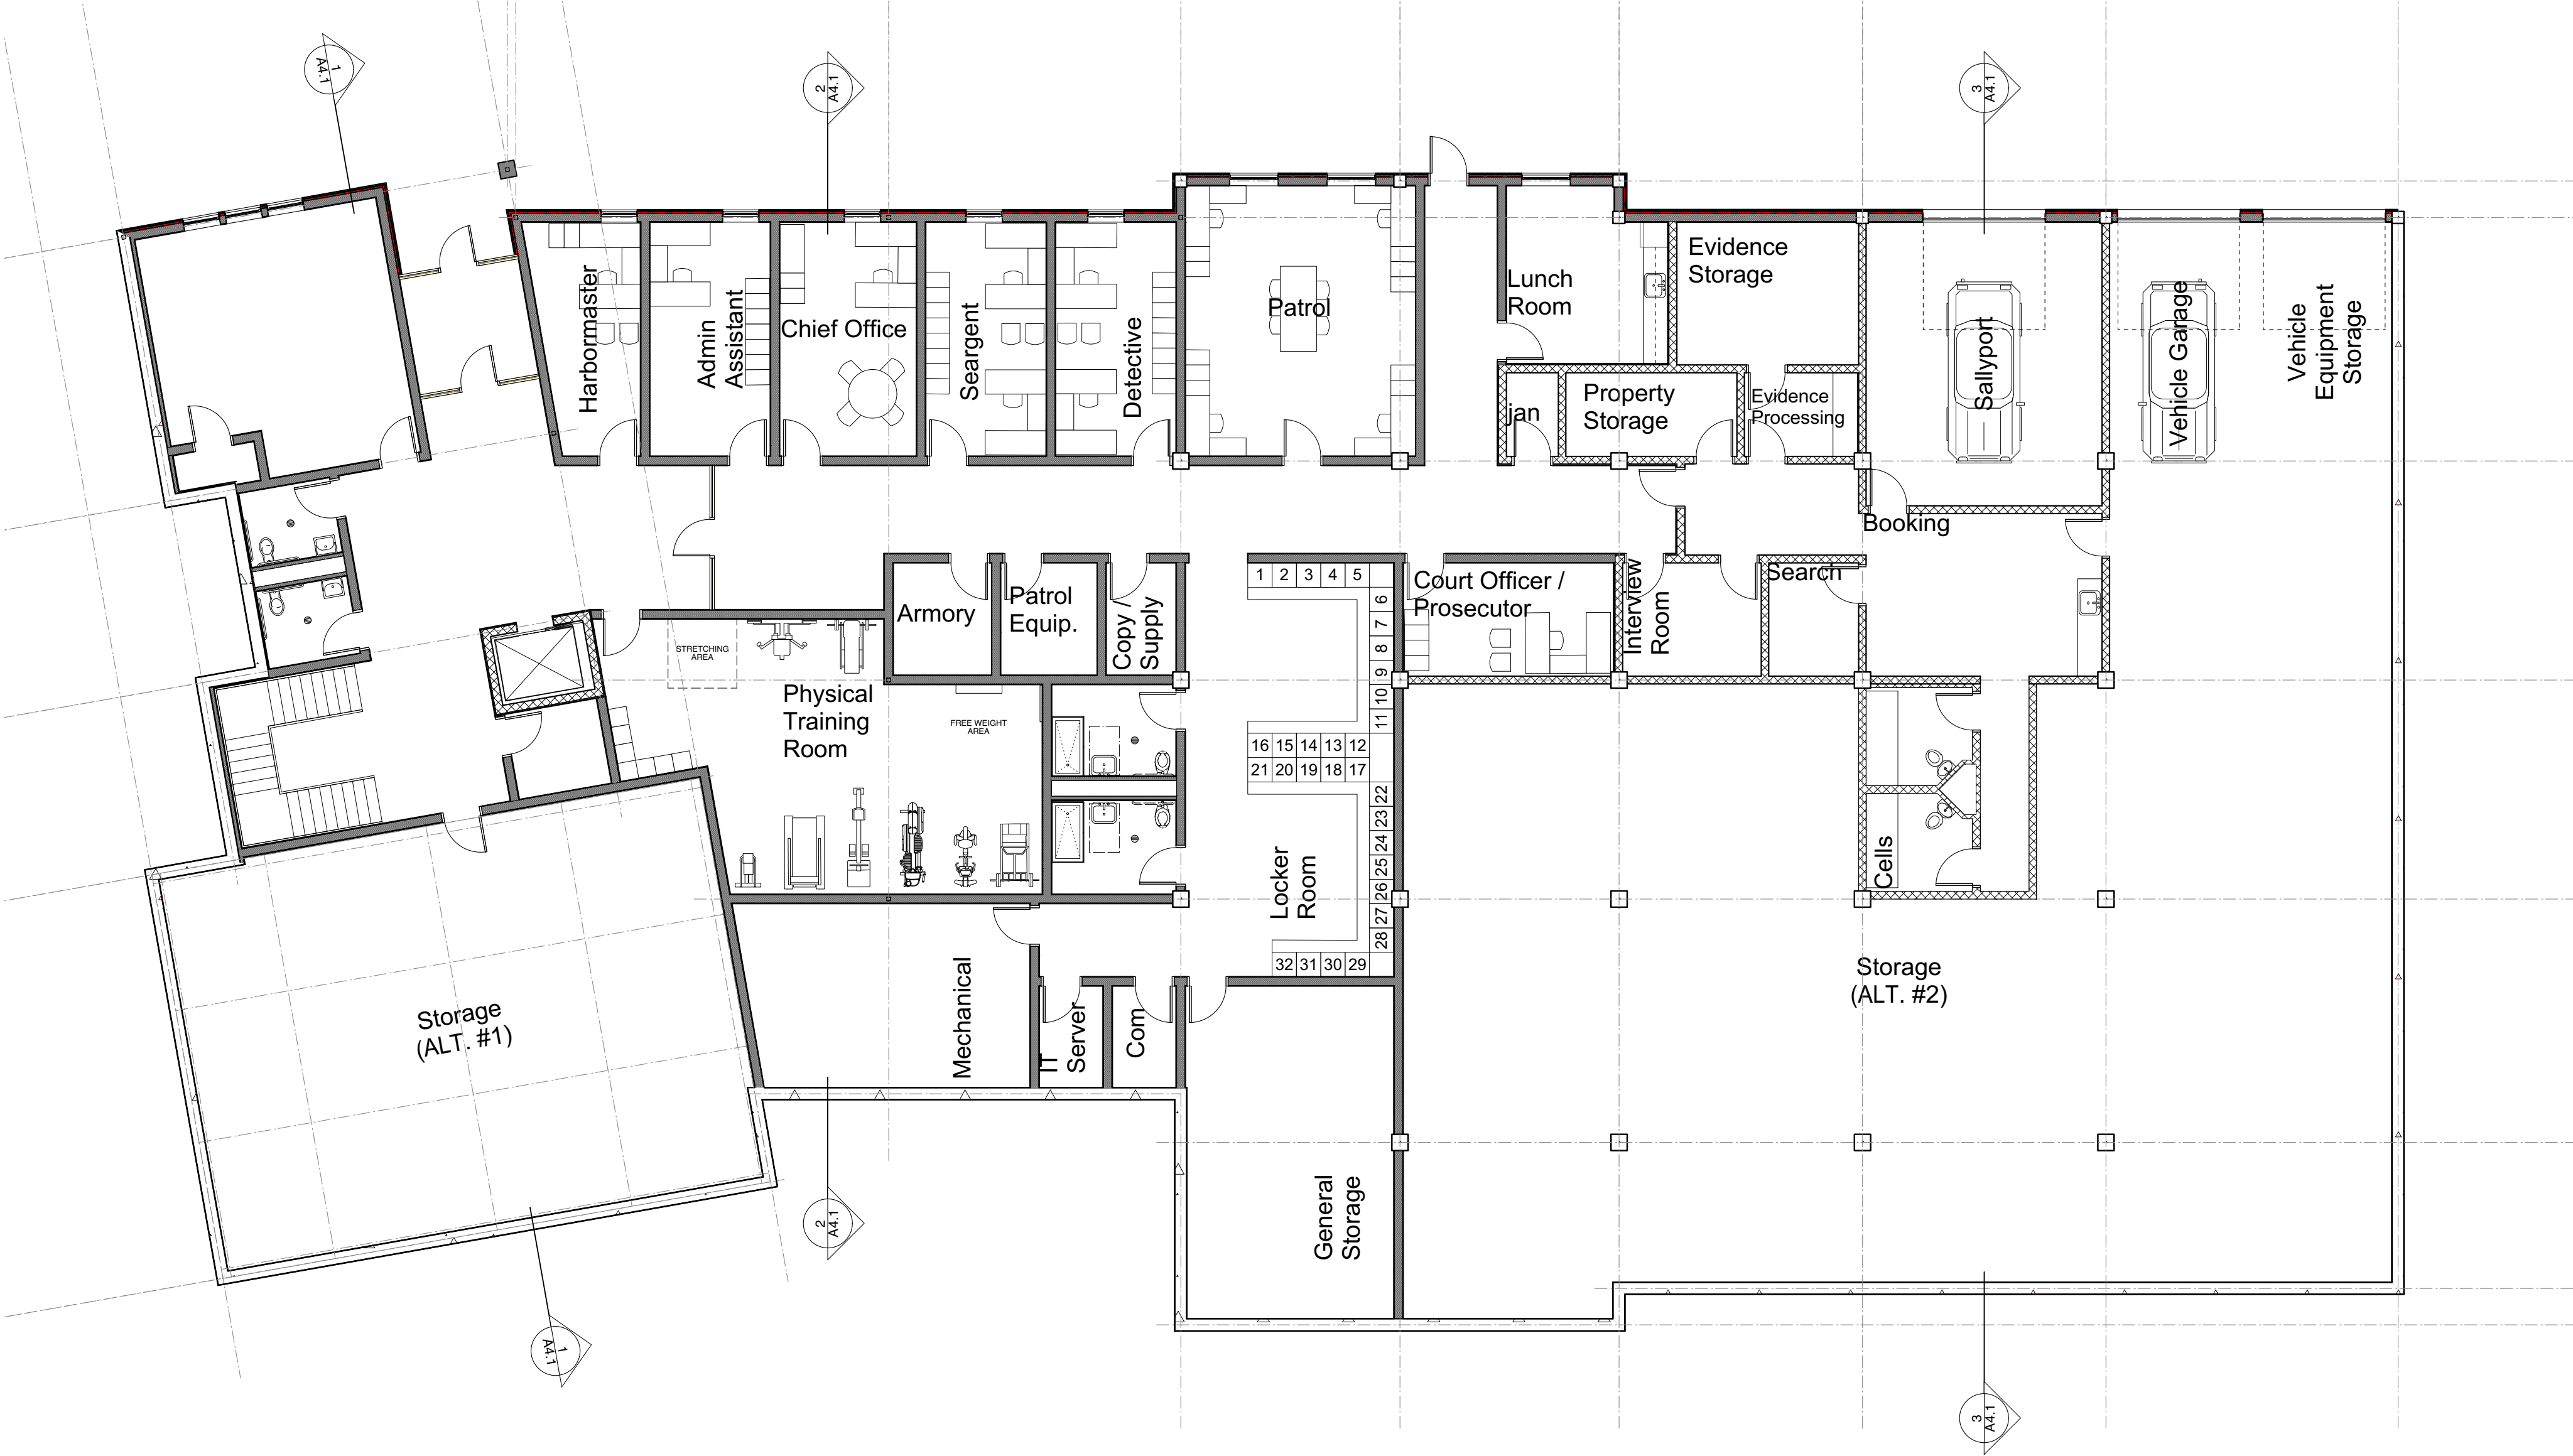 1
A4.1
2
A4.1
3
A4.1
Harbormaster
Admin
Assistant
Chief Office
Seargent
Detective
Patrol
Lunch
Room
Evidence
Storage
Sallyport
Vehicle Garage
Vehicle
Equipment
Storage
jan
Property
Storage
Evidence
Processing
Booking
Search
Armory
Patrol
Equip.
Copy /
Supply
1 2 3 4 5
6
7
8
9
10
11
16 15 14 13 12
21 20 19 18 17
22
23
24
25
26
27
28
32 31 30 29
Court Officer /
Prosecutor
Interview
Room
STRETCHING
AREA
Physical
Training
Room
FREE WEIGHT
AREA
Locker
Room
Cells
Mechanical
IT
Server
Com
Storage
(ALT. #1)
Storage
(ALT. #2)
General
Storage
2
A4.1
1
A4.1
3
A4.1